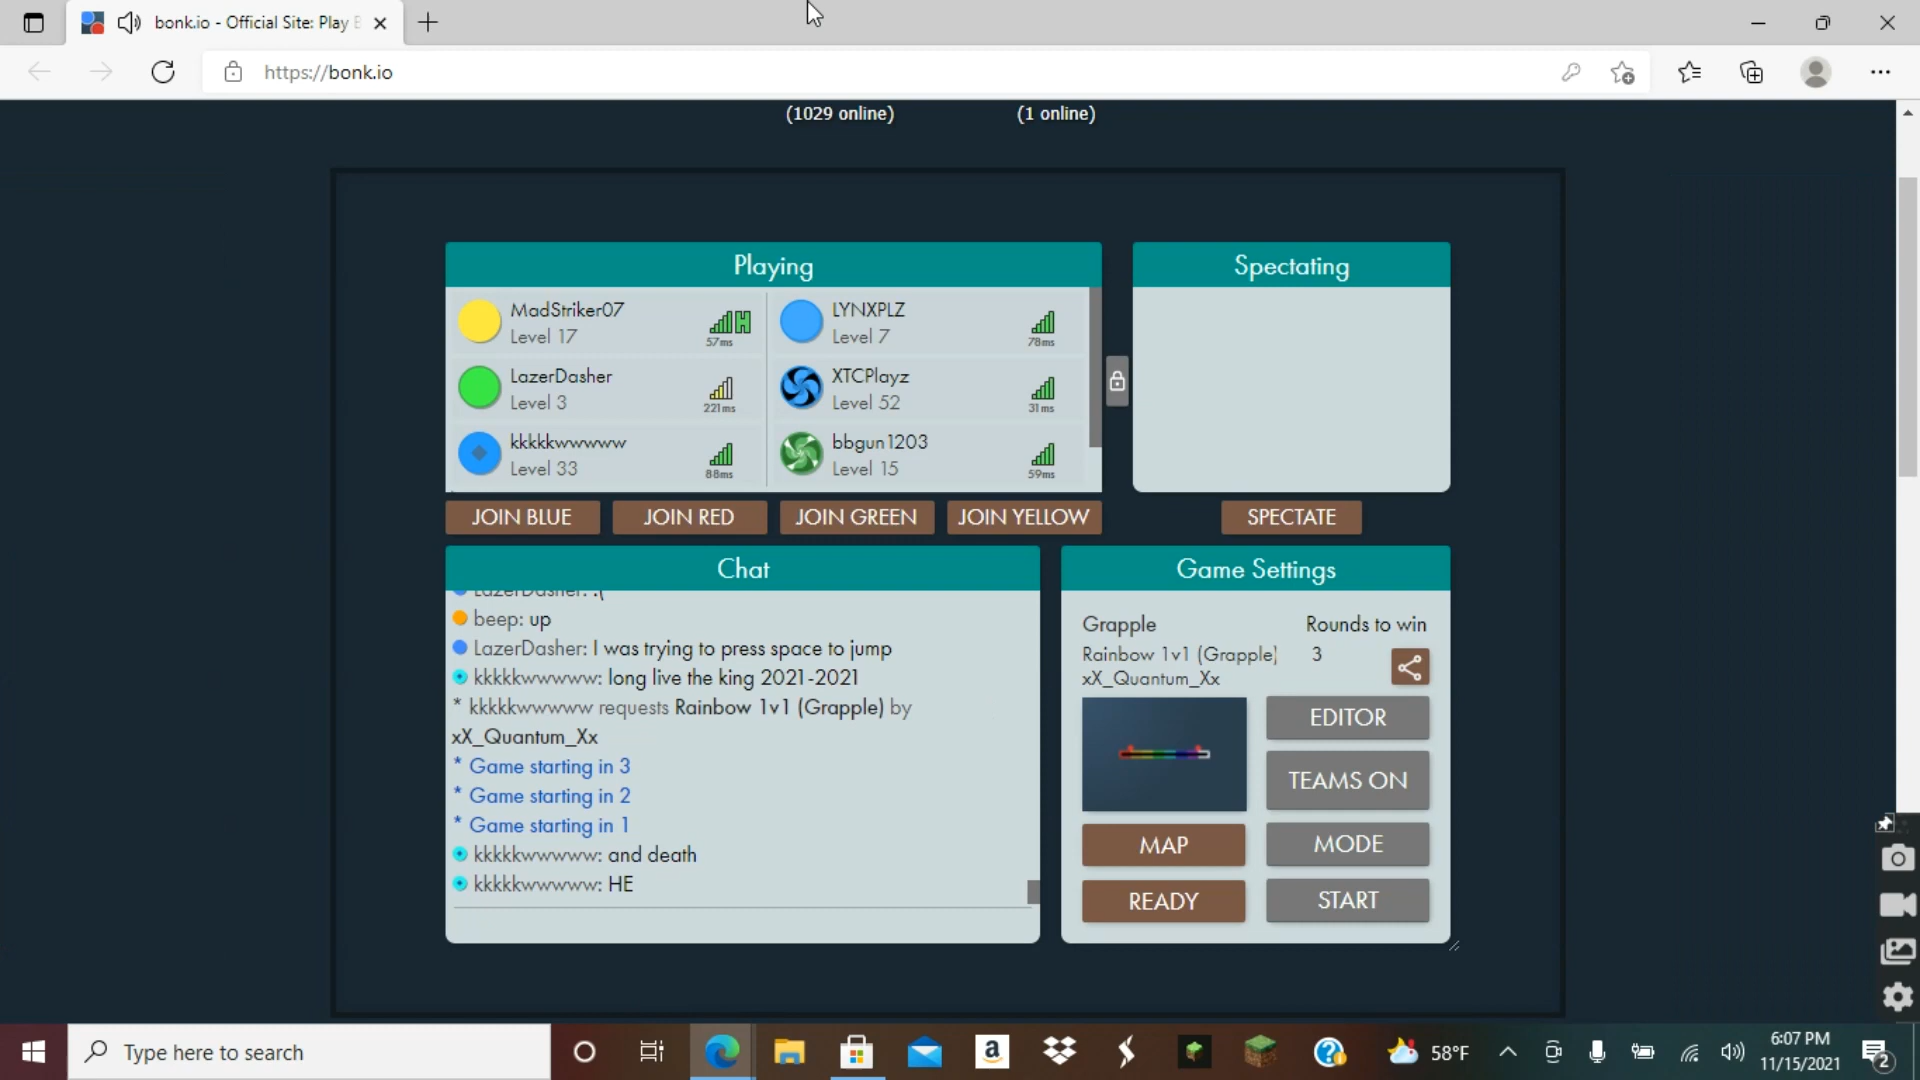 bonk.io - Official Site: Play
https://bonk.io
(1029 online)
(1 online)
Playing
MadStriker07
Level 17
H
57ms
LYNXPLZ
Level 7
78ms
LazerDasher
Level 3
221ms
XTCPlayz
Level 52
31ms
kkkkkwwwww
Level 33
88ms
bbgun1203
Level 15
59ms
Spectating
JOIN BLUE
JOIN RED
JOIN GREEN
JOIN YELLOW
SPECTATE
Chat
LazerDasher: :(
beep: up
LazerDasher: I was trying to press space to jump
kkkkkwwwww: long live the king 2021-2021
* kkkkkwwwww requests Rainbow 1v1 (Grapple) by
xX_Quantum_Xx
* Game starting in 3
* Game starting in 2
* Game starting in 1
kkkkkwwwww: and death
kkkkkwwwww: HE
Game Settings
Grapple
Rounds to win
Rainbow 1v1 (Grapple)
3
xX_Quantum_Xx
EDITOR
TEAMS ON
MAP
MODE
READY
START
Type here to search
a
58°F
6:07 PM
11/15/2021
2